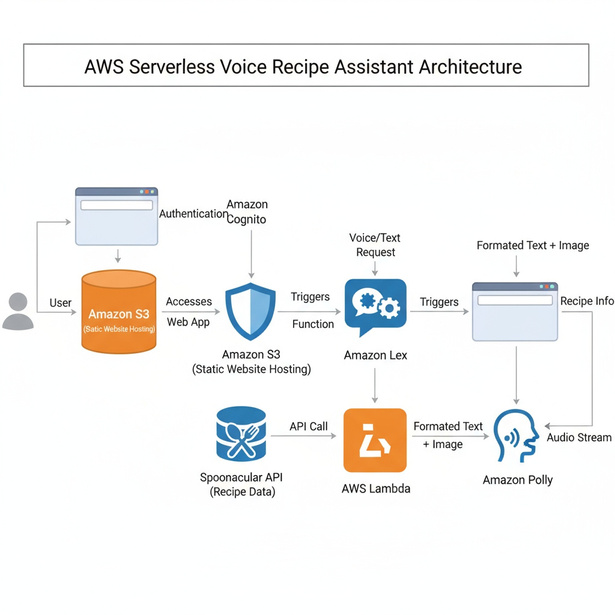 AWS Serverless Voice Recipe Assistant Architecture
Authentication
Amazon
Cognito
Voice/Text
Request
Formated Text + Image
User
Amazon S3
(Satic Website Hosting)
Accesses
Web App
Triggers
Function
Triggers
Recipe Info
Amazon S3
(Static Website Hosting)
Amazon Lex
API Call
Formated Text
+ Image
Audio Stream
Spoonacular API
(Recipe Data)
AWS Lambda
Amazon Polly